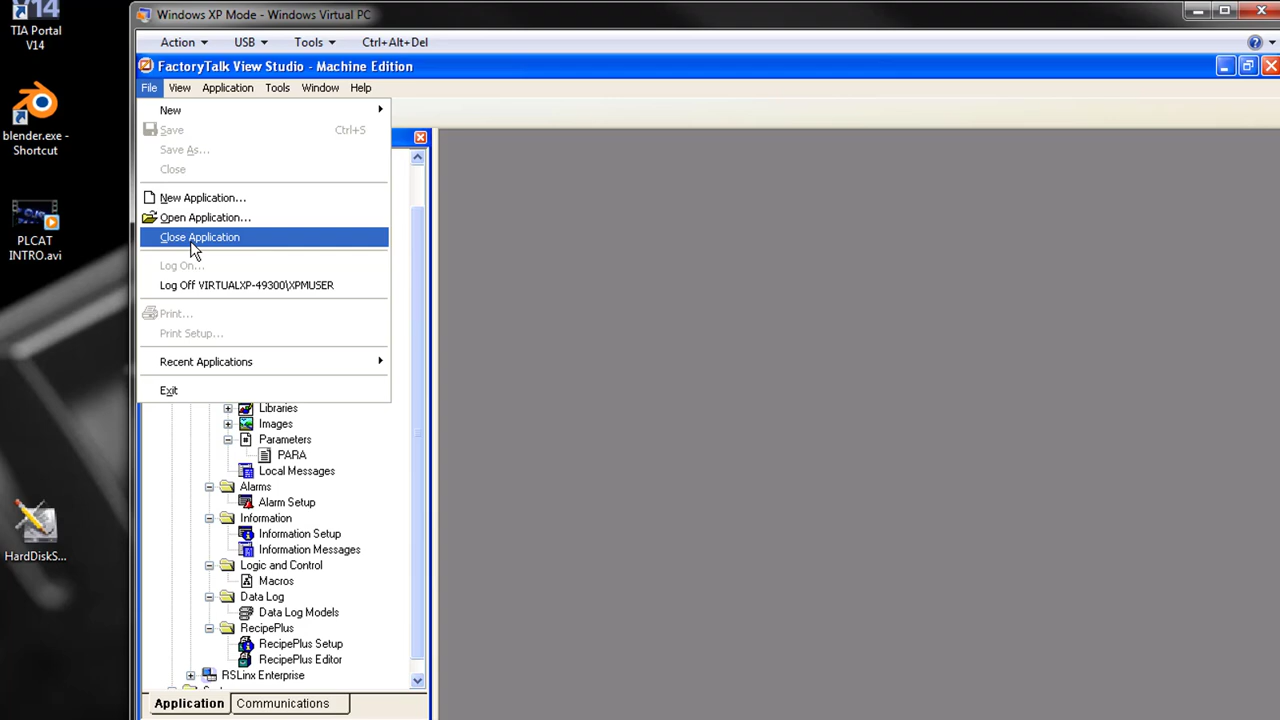 TIA Portal
V14
blender.exe -
Shortcut
PLCAT
INTRO.avi
HardDiskS...
Windows XP Mode - Windows Virtual PC
Action USB Tools Ctrl+Alt+Del
FactoryTalk View Studio - Machine Edition
File View Application Tools Window Help
New
Save Ctrl+S
Save As...
Close
New Application...
Open Application...
Close Application
Log On...
Log Off VIRTUALXP-49300\XPMUSER
Print...
Print Setup...
Recent Applications
Exit
Libraries
Images
Parameters
PARA
Local Messages
Alarms
Alarm Setup
Information
Information Setup
Information Messages
Logic and Control
Macros
Data Log
Data Log Models
RecipePlus
RecipePlus Setup
RecipePlus Editor
RSLinx Enterprise
Application Communications